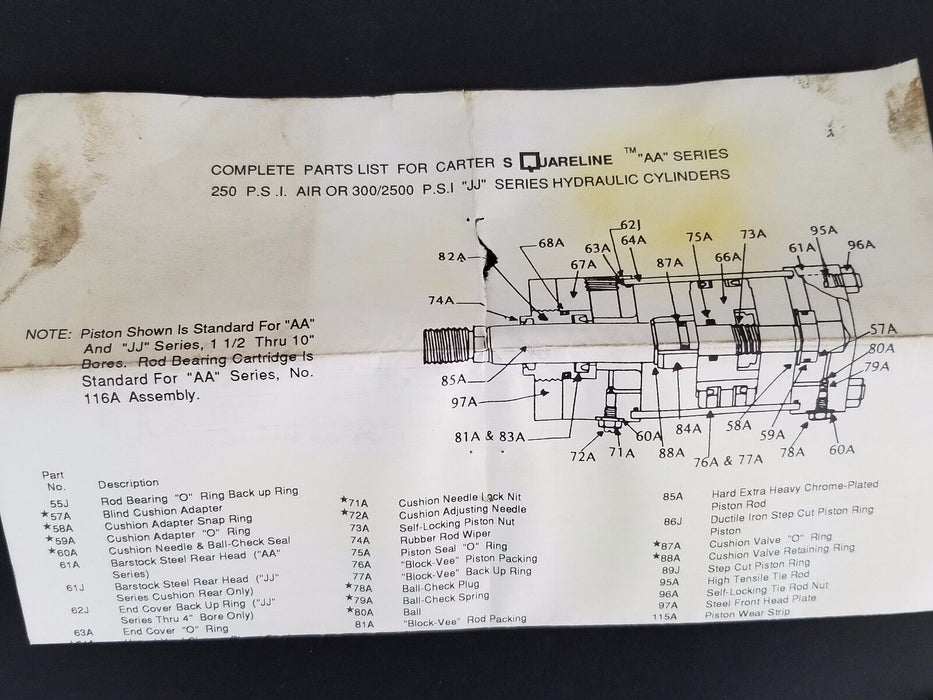 COMPLETE PARTS LIST FOR CARTER SQUARELINE ™ "AA" SERIES
250 P.S.I. AIR OR 300/2500 P.S.I "JJ" SERIES HYDRAULIC CYLINDERS
62J
95A
75A
73A
68A
63A
64A
61A
96A
82A
67A
87A
66A
74A
NOTE: Piston Shown Is Standard For "AA"
And "JJ" Series, 1 1/2 Thru 10"
Bores. Rod Bearing Cartridge Is
Standard For "AA" Series, No.
116A Assembly.
57A
80A
79A
85A
97A
81A & 83A
60A
84A
58A
59A
72A
71A
88A
76A & 77A
78A
60A
Part
No.
Description
55J Rod Bearing "O" Ring Back up Ring
★57A Blind Cushion Adapter
★58A Cushion Adapter Snap Ring
★59A Cushion Adapter "O" Ring
★60A Cushion Needle & Ball-Check Seal
61A Barstock Steel Rear Head ("AA"
Series)
61J Barstock Steel Rear Head ("JJ"
Series Cushion Rear Only)
62J End Cover Back Up Ring ("JJ"
Series Thru 4" Bore Only)
63A End Cover "O" Ring
★71A Cushion Needle Lock Nit
★72A Cushion Adjusting Needle
73A Self-Locking Piston Nut
74A Rubber Rod Wiper
75A Piston Seal "O" Ring
76A "Block-Vee" Piston Packing
77A "Block-Vee" Back Up Ring
★78A Ball-Check Plug
★79A Ball-Check Spring
★80A Ball
81A "Block-Vee" Rod Packing
85A Hard Extra Heavy Chrome-Plated
Piston Rod
86J Ductile Iron Step Cut Piston Ring
Piston
★87A Cushion Valve "O" Ring
★88A Cushion Valve Retaining Ring
89J Step Cut Piston Ring
95A High Tensile Tie Rod
96A Self-Locking Tie Rod Nut
97A Steel Front Head Plate
115A Piston Wear Strip